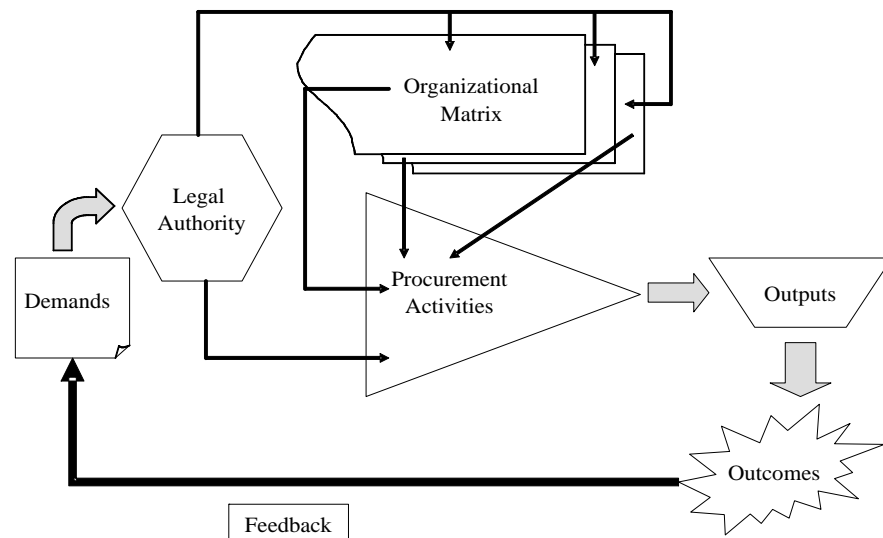 Organizational
Matrix
Legal
Authority
Demands
Procurement
Activities
Outputs
Outcomes
Feedback